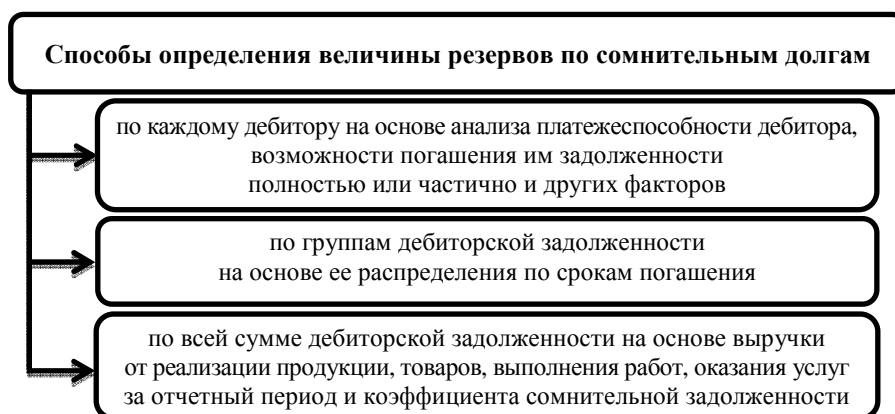 Способы определения величины резервов по сомнительным долгам
по каждому дебитору на основе анализа платежеспособности дебитора,
возможности погашения им задолженности
полностью или частично и других факторов
по группам дебиторской задолженности
на основе ее распределения по срокам погашения
по всей сумме дебиторской задолженности на основе выручки
от реализации продукции, товаров, выполнения работ, оказания услуг
за отчетный период и коэффициента сомнительной задолженности